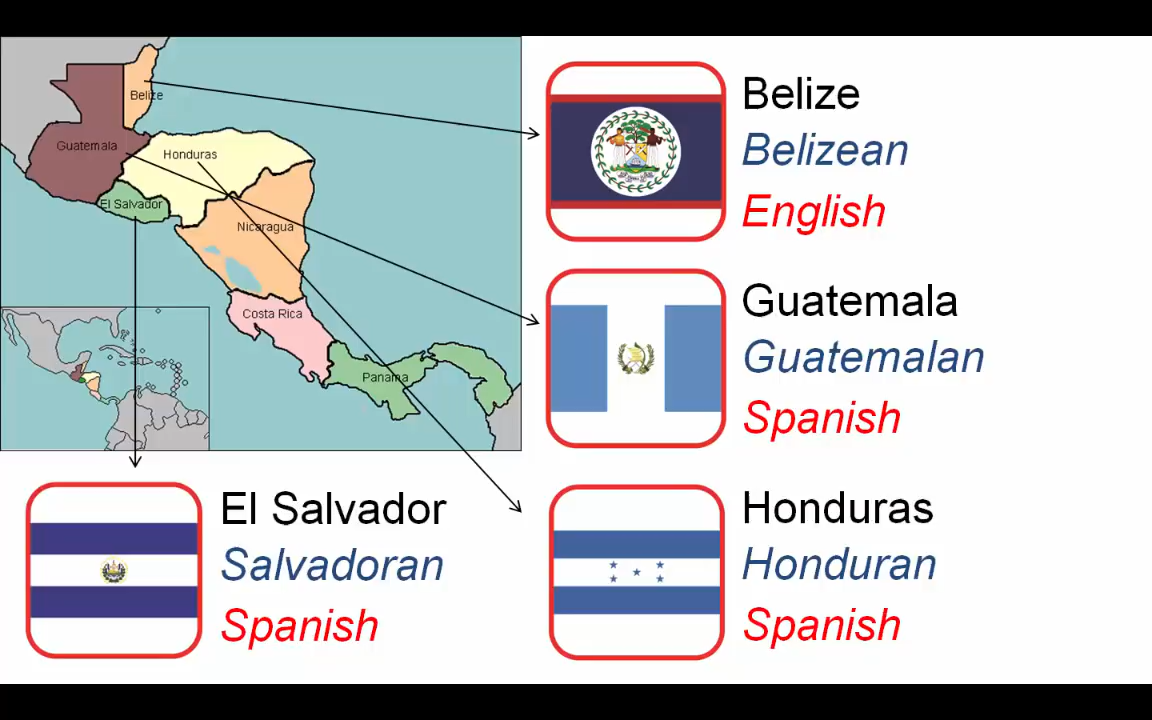 Belize
Guatemala
Honduras
El Salvador
Nicaragua
Costa Rica
Panama
Belize
Belizean
English
Guatemala
Guatemalan
Spanish
El Salvador
Salvadoran
Spanish
Honduras
Honduran
Spanish